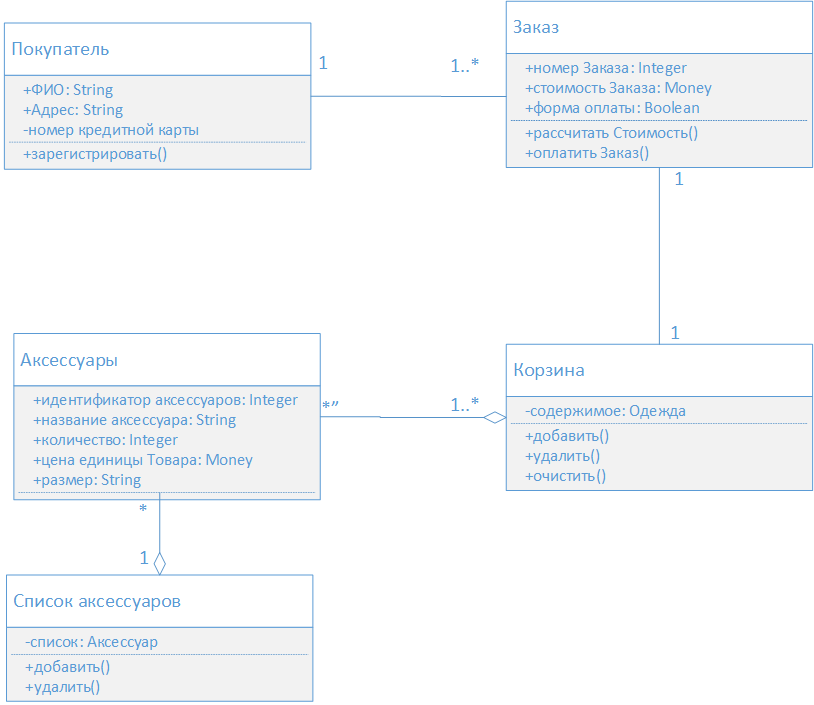 Покупатель
+ФИО: String
+Адрес: String
-номер кредитной карты
+зарегистрировать()
1
1..*
Заказ
+номер Заказа: Integer
+стоимость Заказа: Money
+форма оплаты: Boolean
+рассчитать Стоимость()
+оплатить Заказ()
1
1
Аксессуары
+идентификатор аксессуаров: Integer
+название аксессуара: String
+количество: Integer
+цена единицы Товара: Money
+размер: String
*”
1..*
Корзина
-содержимое: Одежда
+добавить()
+удалить()
+очистить()
*
1
Список аксессуаров
-список: Аксессуар
+добавить()
+удалить()